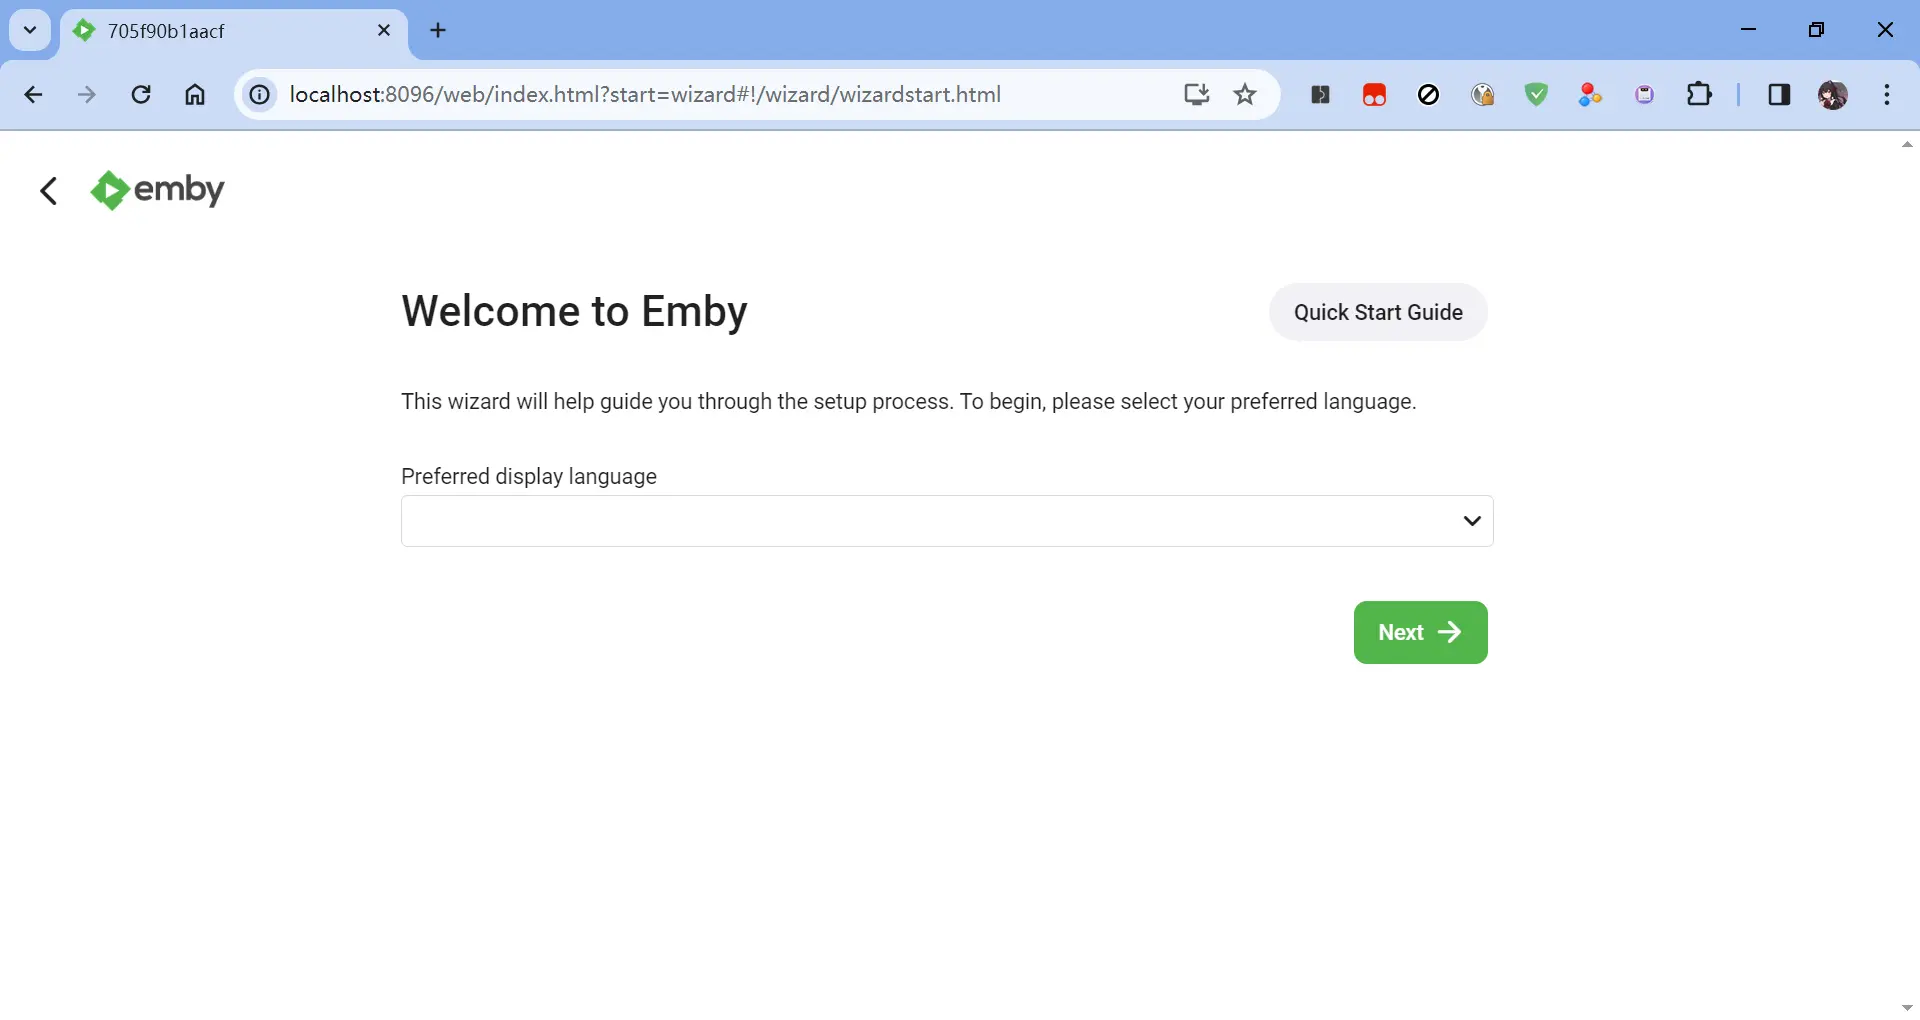 705f90b1aacf
localhost:8096/web/index.html?start=wizard#!/wizard/wizardstart.html
emby
Welcome to Emby
Quick Start Guide
This wizard will help guide you through the setup process. To begin, please select your preferred language.
Preferred display language
Next